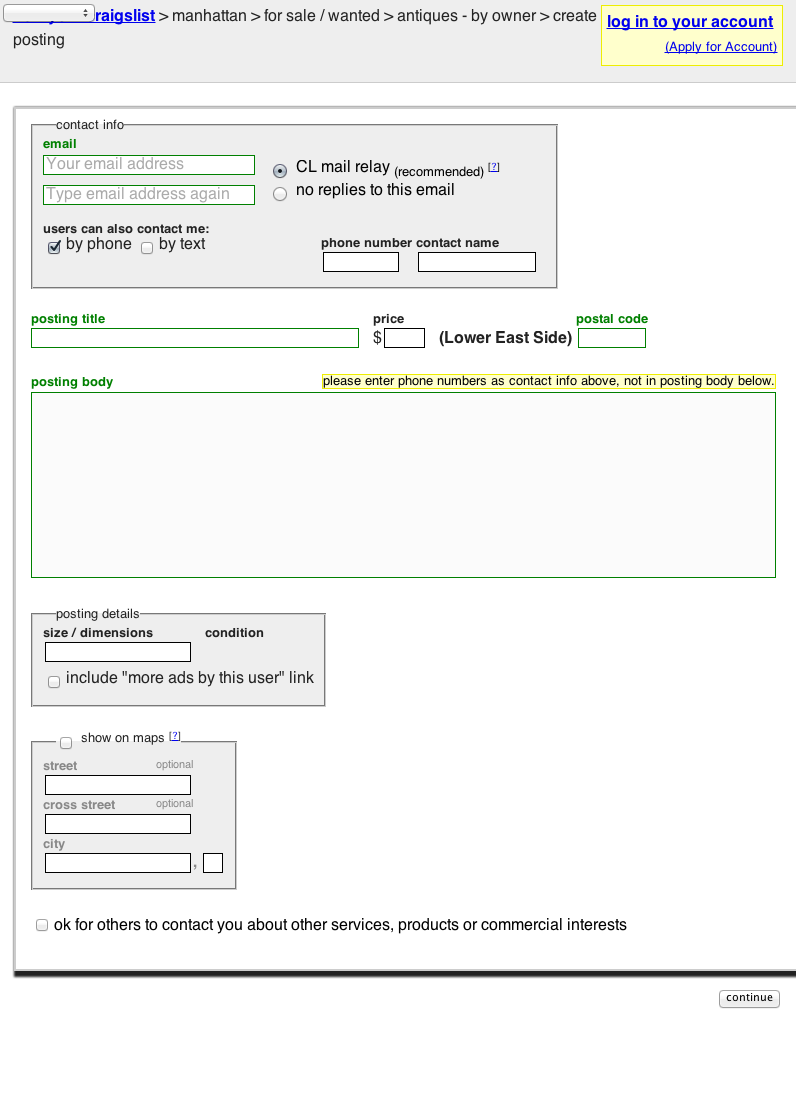 raigslist > manhattan > for sale / wanted > antiques - by owner > create
posting
log in to your account
(Apply for Account)
contact info
email
Your email address
Type email address again
CL mail relay (recommended) [?]
no replies to this email
users can also contact me:
by phone by text
phone number contact name
posting title price postal code
$ (Lower East Side)
posting body please enter phone numbers as contact info above, not in posting body below.
posting details
size / dimensions condition
include "more ads by this user" link
show on maps [?]
street optional
cross street optional
city
,
ok for others to contact you about other services, products or commercial interests
continue